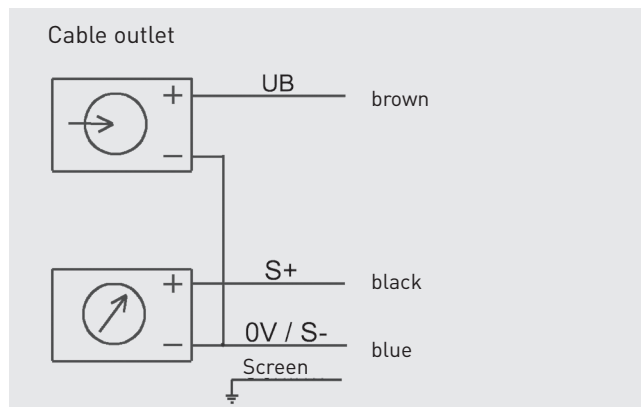 Cable outlet
+ UB brown
−
+ S+ black
− 0V / S- blue
Screen